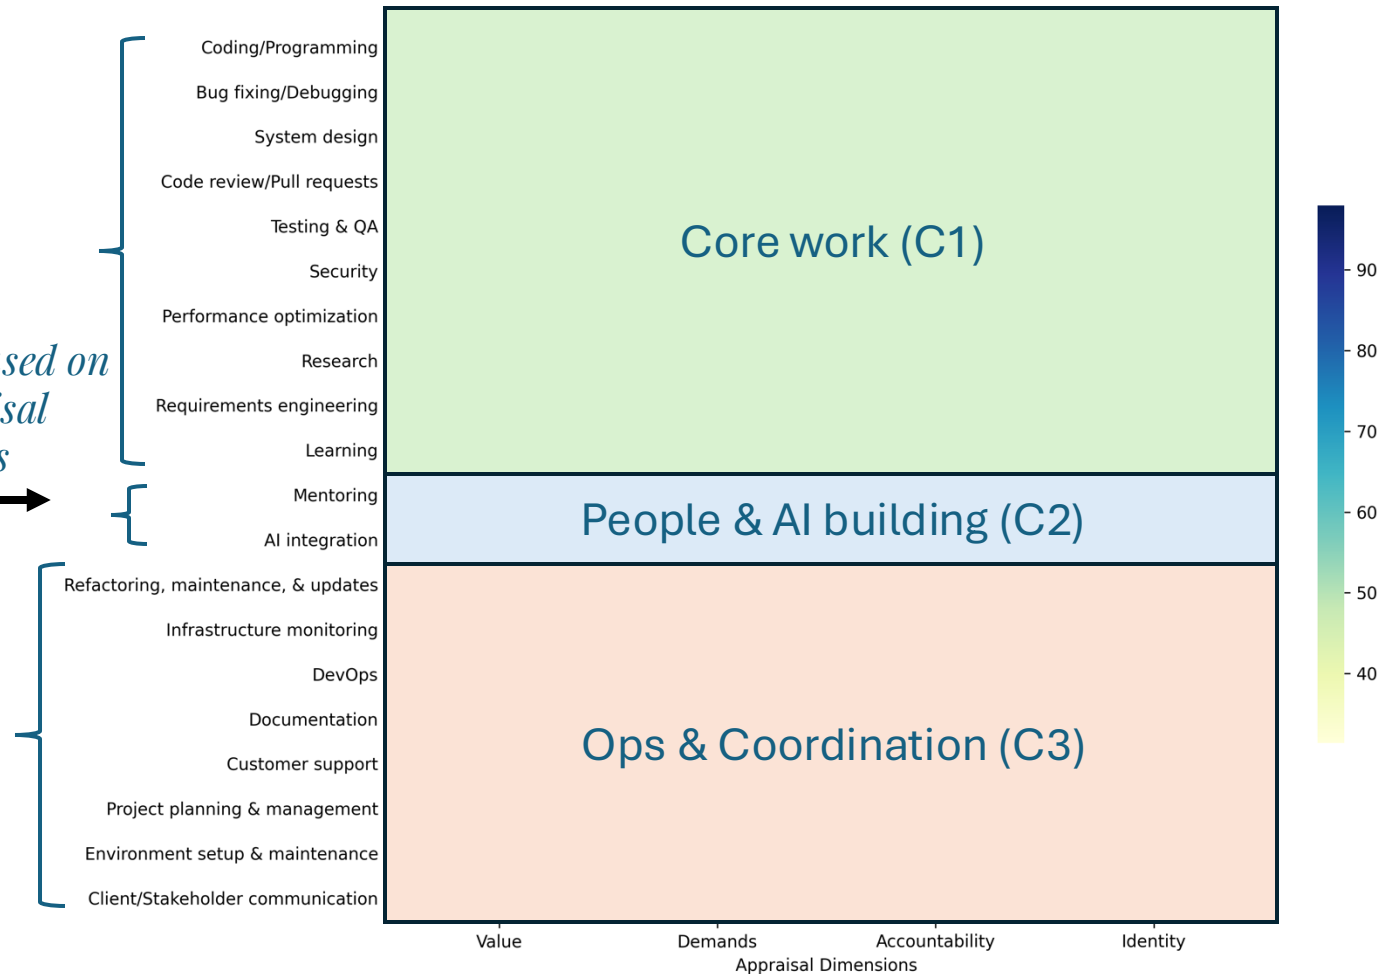 Coding/Programming
Bug fixing/Debugging
System design
Code review/Pull requests
Testing & QA
Security
Performance optimization
Research
Requirements engineering
Learning
Mentoring
AI integration
Refactoring, maintenance, & updates
Infrastructure monitoring
DevOps
Documentation
Customer support
Project planning & management
Environment setup & maintenance
Client/Stakeholder communication
on
Core work (C1)
People & AI building (C2)
Ops & Coordination (C3)
Value
Demands
Accountability
Identity
Appraisal Dimensions
90
80
70
60
50
40